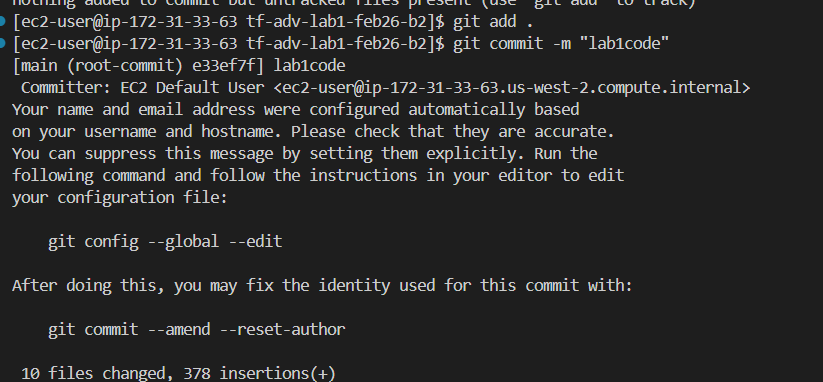 nothing added to commit but untracked files present (use "git add" to track)
[ec2-user@ip-172-31-33-63 tf-adv-lab1-feb26-b2]$ git add .
[ec2-user@ip-172-31-33-63 tf-adv-lab1-feb26-b2]$ git commit -m "lab1code"
[main (root-commit) e33ef7f] lab1code
 Committer: EC2 Default User <ec2-user@ip-172-31-33-63.us-west-2.compute.internal>
Your name and email address were configured automatically based
on your username and hostname. Please check that they are accurate.
You can suppress this message by setting them explicitly. Run the
following command and follow the instructions in your editor to edit
your configuration file:

    git config --global --edit

After doing this, you may fix the identity used for this commit with:

    git commit --amend --reset-author

 10 files changed, 378 insertions(+)